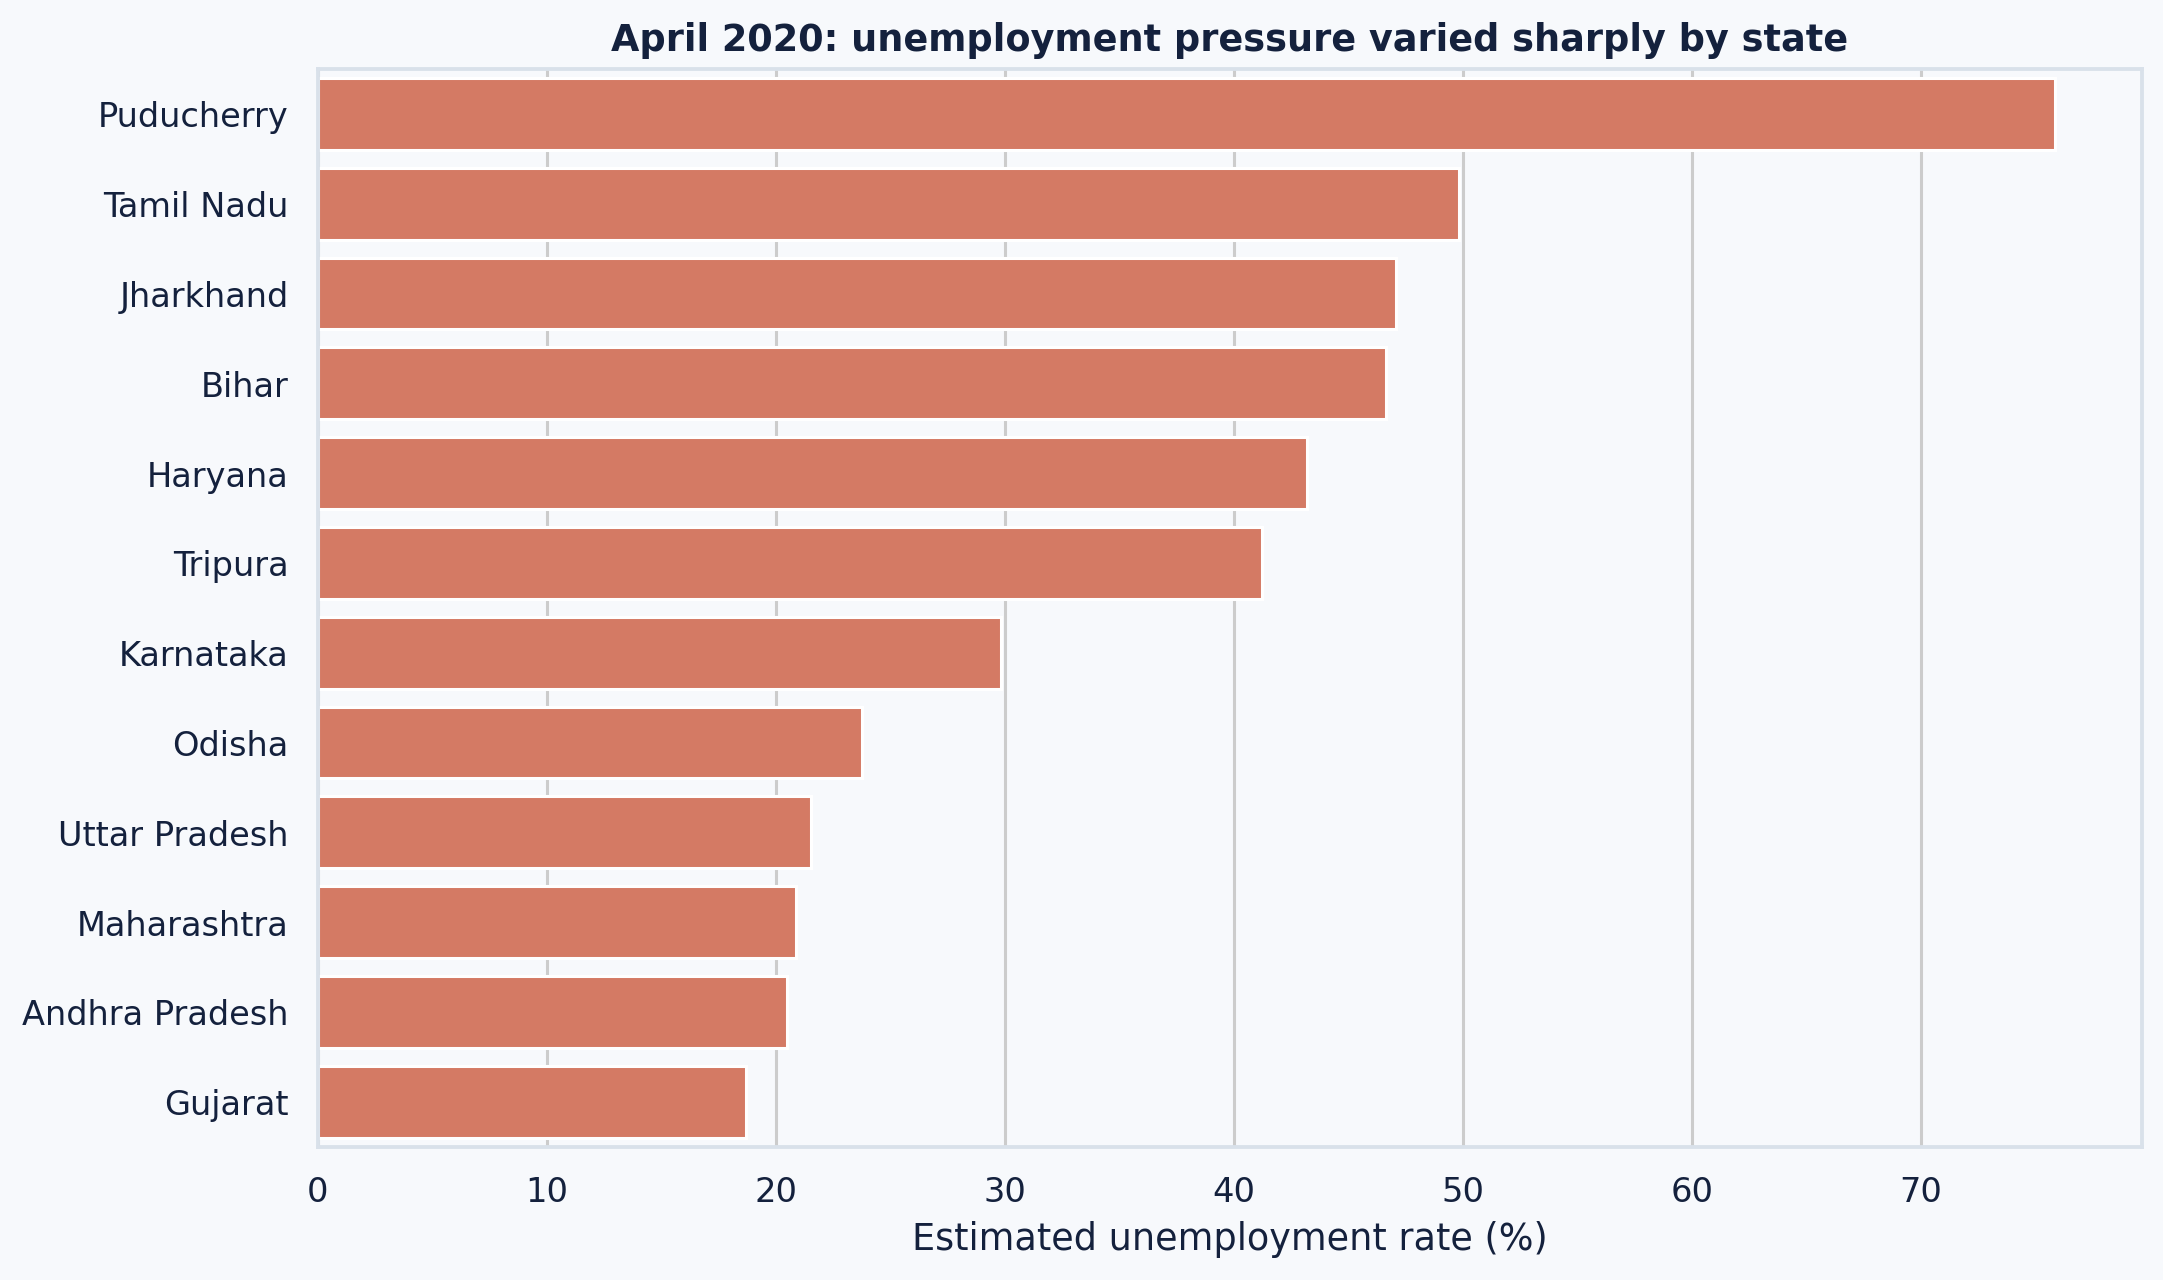 April 2020: unemployment pressure varied sharply by state
Puducherry
Tamil Nadu
Jharkhand
Bihar
Haryana
Tripura
Karnataka
Odisha
Uttar Pradesh
Maharashtra
Andhra Pradesh
Gujarat
0 10 20 30 40 50 60 70
Estimated unemployment rate (%)